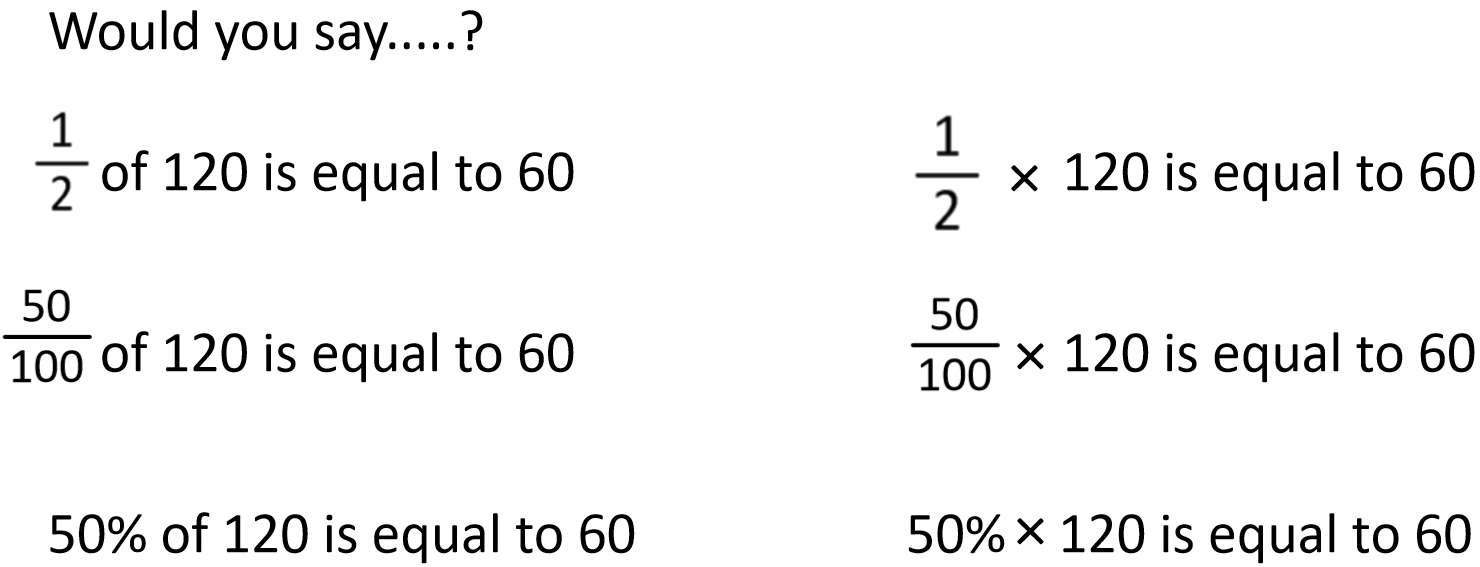 Would you say.....?
1/2 of 120 is equal to 60
1/2 × 120 is equal to 60
50/100 of 120 is equal to 60
50/100 × 120 is equal to 60
50% of 120 is equal to 60
50% × 120 is equal to 60